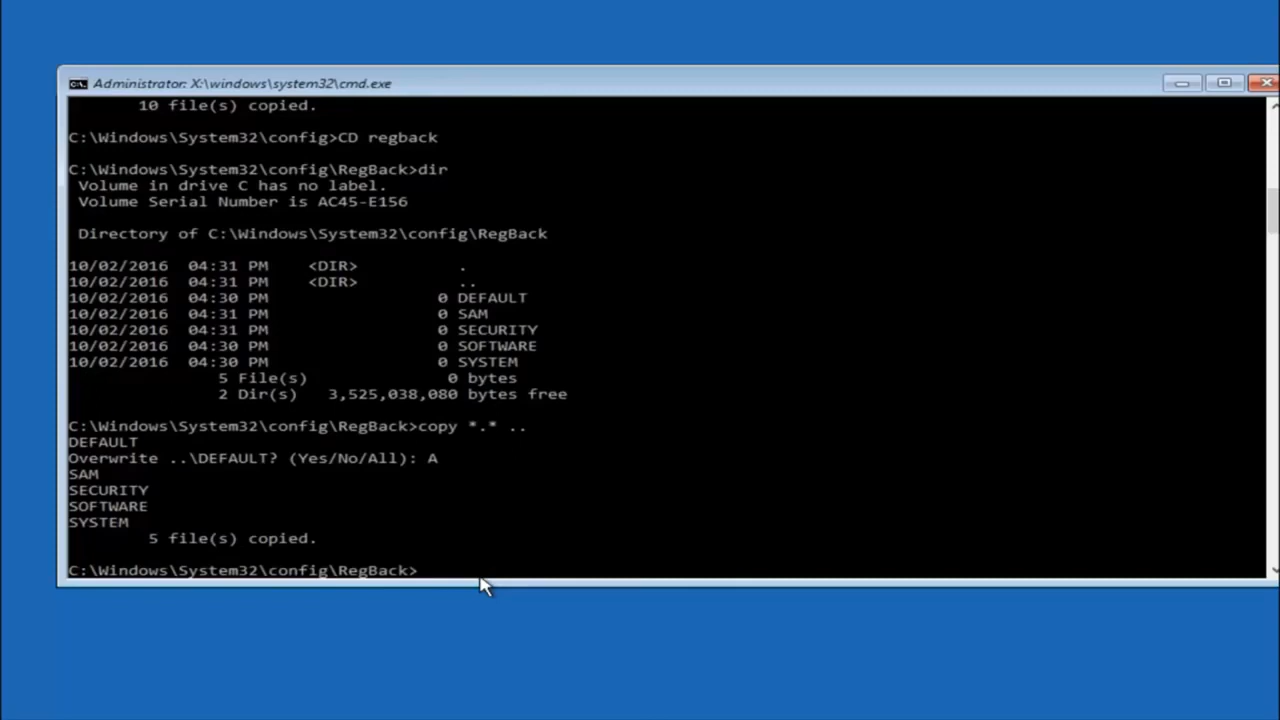 Administrator: X:\windows\system32\cmd.exe
10 file(s) copied.
C:\Windows\System32\config>CD regback
C:\Windows\System32\config\RegBack>dir
Volume in drive C has no label.
Volume Serial Number is AC45-E156
Directory of C:\Windows\System32\config\RegBack
10/02/2016 04:31 PM <DIR> .
10/02/2016 04:31 PM <DIR> ..
10/02/2016 04:30 PM 0 DEFAULT
10/02/2016 04:31 PM 0 SAM
10/02/2016 04:31 PM 0 SECURITY
10/02/2016 04:30 PM 0 SOFTWARE
10/02/2016 04:30 PM 0 SYSTEM
5 File(s) 0 bytes
2 Dir(s) 3,525,038,080 bytes free
C:\Windows\System32\config\RegBack>copy *.* ..
DEFAULT
Overwrite ..\DEFAULT? (Yes/No/All): A
SAM
SECURITY
SOFTWARE
SYSTEM
5 file(s) copied.
C:\Windows\System32\config\RegBack>